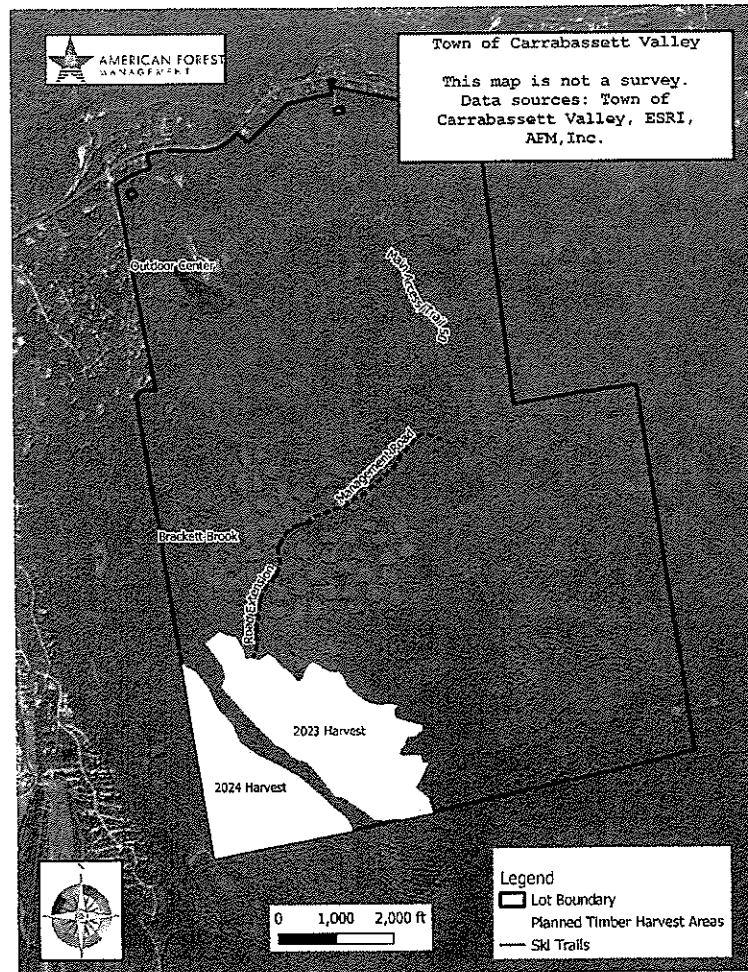 AMERICAN FOREST
MANAGEMENT
Town of Carrabassett Valley
This map is not a survey.
Data sources: Town of
Carrabassett Valley, ESRI,
AFM, Inc.
Outdoor Center
Main Access/Trail
Management Road
Brackett Brook
Road Extension
2023 Harvest
2024 Harvest
N
0 1,000 2,000 ft
Legend
Lot Boundary
Planned Timber Harvest Areas
Ski Trails